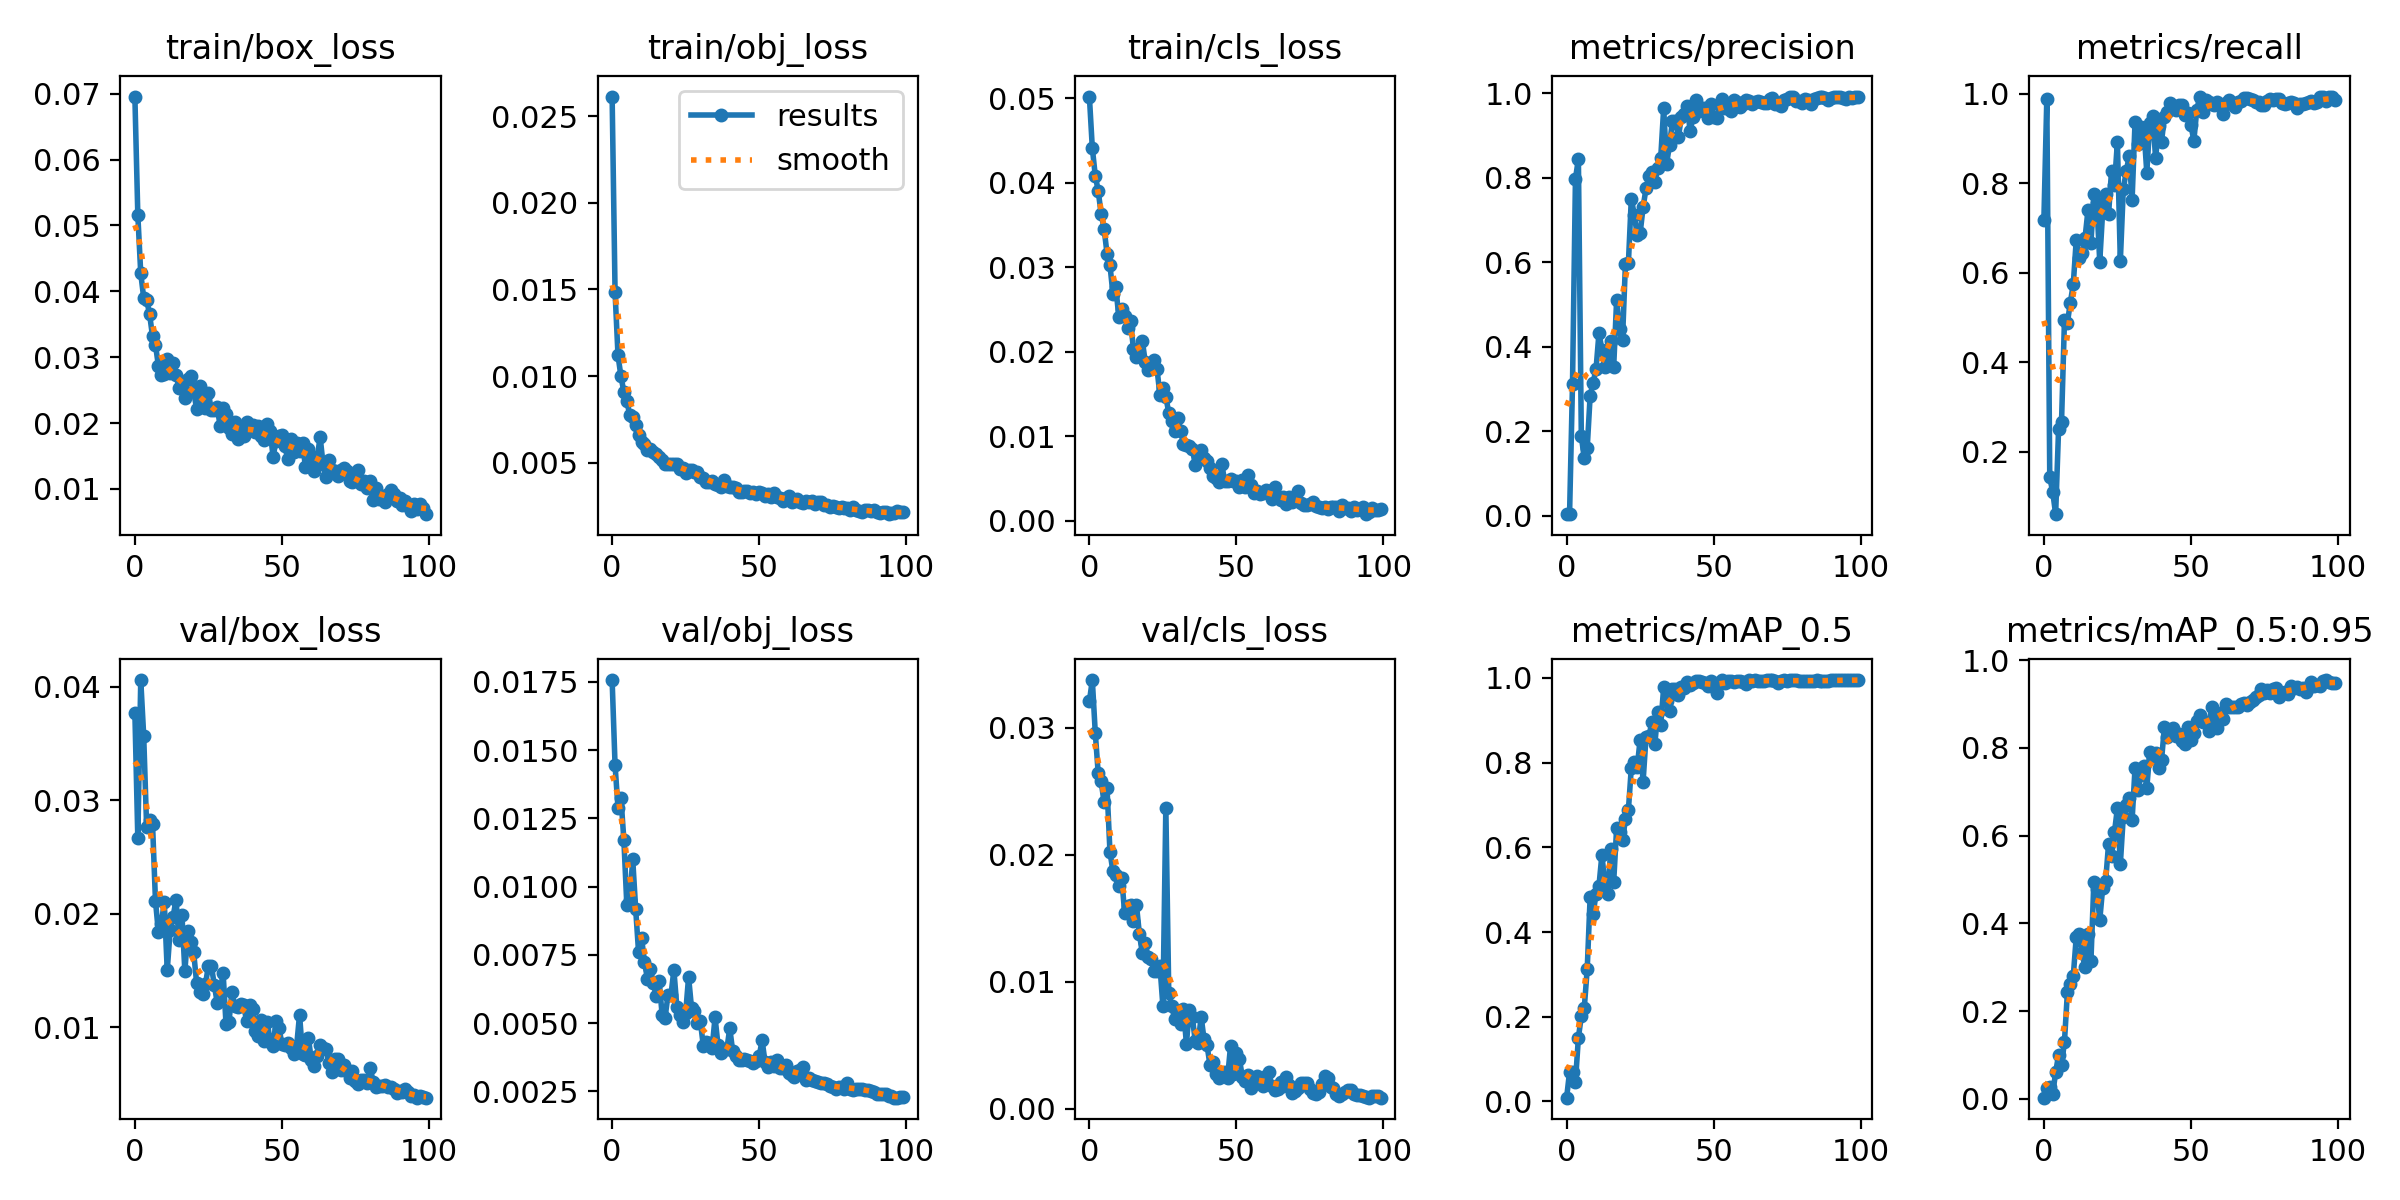 train/box_loss
0.07
0.06
0.05
0.04
0.03
0.02
0.01
0 50 100
train/obj_loss
results
smooth
0.025
0.020
0.015
0.010
0.005
0 50 100
train/cls_loss
0.05
0.04
0.03
0.02
0.01
0.00
0 50 100
metrics/precision
1.0
0.8
0.6
0.4
0.2
0.0
0 50 100
metrics/recall
1.0
0.8
0.6
0.4
0.2
0 50 100
val/box_loss
0.04
0.03
0.02
0.01
0 50 100
val/obj_loss
0.0175
0.0150
0.0125
0.0100
0.0075
0.0050
0.0025
0 50 100
val/cls_loss
0.03
0.02
0.01
0.00
0 50 100
metrics/mAP_0.5
1.0
0.8
0.6
0.4
0.2
0.0
0 50 100
metrics/mAP_0.5:0.95
1.0
0.8
0.6
0.4
0.2
0.0
0 50 100